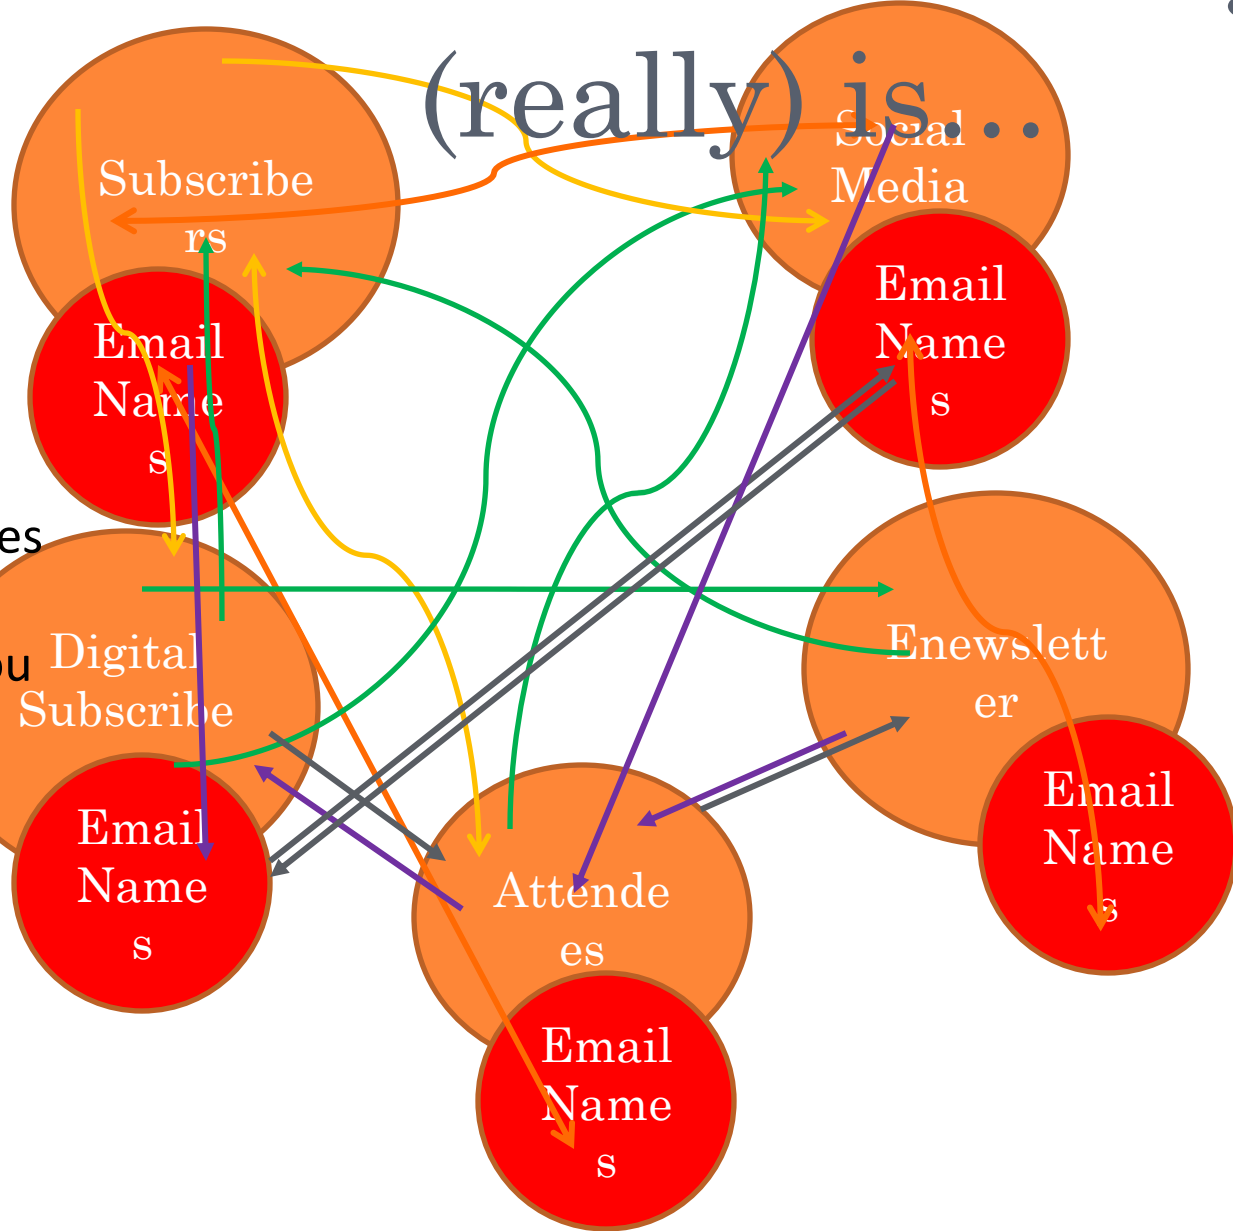 (really) is...
Subscribe
rs
Email
Name
s
Social
Media
Email
Name
s
es
ou
Digital
Subscribe
Email
Name
s
Enewslett
er
Email
Name
s
Attende
es
Email
Name
s